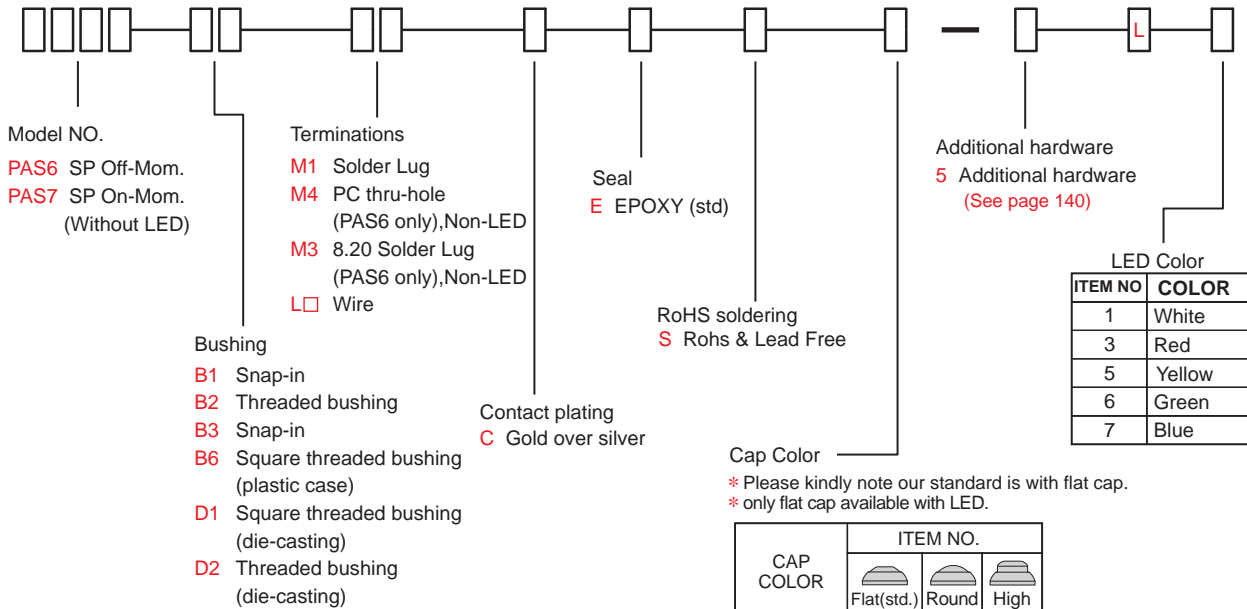 L
Model NO.
PAS6 SP Off-Mom.
PAS7 SP On-Mom.
(Without LED)
Bushing
B1 Snap-in
B2 Threaded bushing
B3 Snap-in
B6 Square threaded bushing
(plastic case)
D1 Square threaded bushing
(die-casting)
D2 Threaded bushing
(die-casting)
Terminations
M1 Solder Lug
M4 PC thru-hole
(PAS6 only),Non-LED
M3 8.20 Solder Lug
(PAS6 only),Non-LED
L□ Wire
Contact plating
C Gold over silver
Seal
E EPOXY (std)
RoHS soldering
S Rohs & Lead Free
Cap Color
* Please kindly note our standard is with flat cap.
* only flat cap available with LED.
CAP
COLOR
ITEM NO.
Flat(std.) Round High
Additional hardware
5 Additional hardware
(See page 140)
LED Color
ITEM NO COLOR
1 White
3 Red
5 Yellow
6 Green
7 Blue